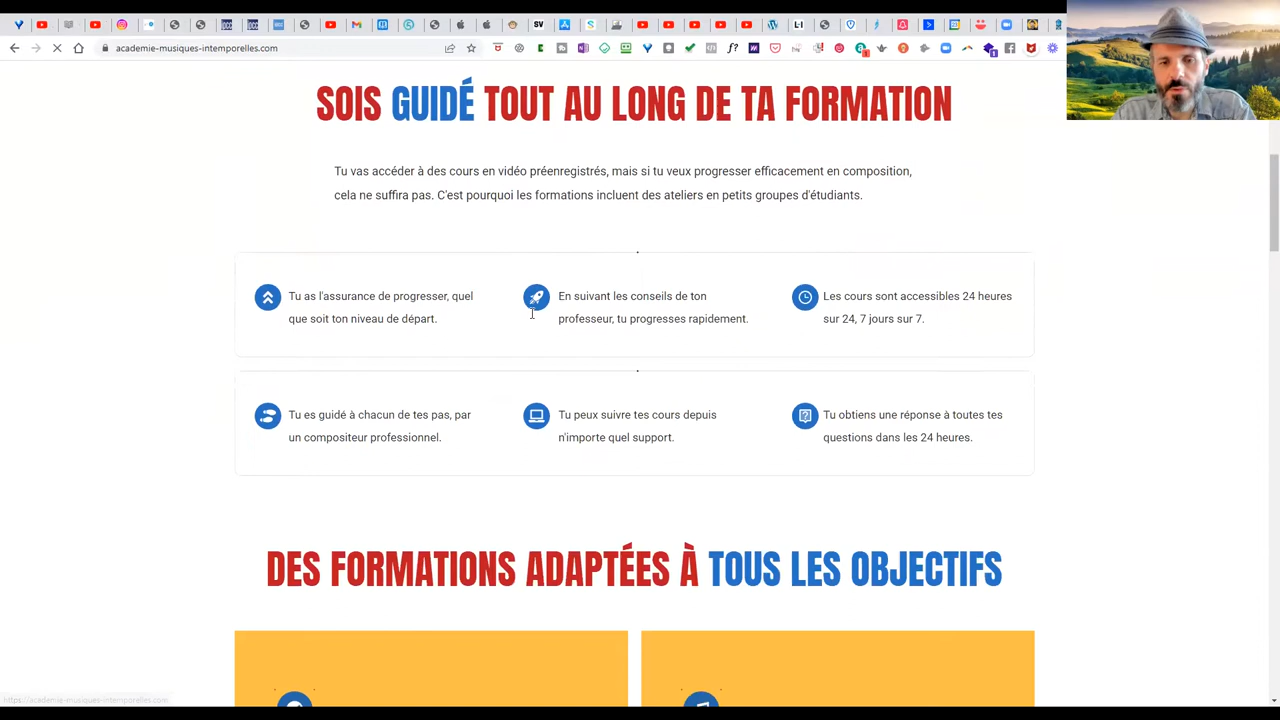 academie-musiques-intemporelles.com
SOIS GUIDÉ TOUT AU LONG DE TA FORMATION
Tu vas accéder à des cours en vidéo préenregistrés, mais si tu veux progresser efficacement en composition,
cela ne suffira pas. C'est pourquoi les formations incluent des ateliers en petits groupes d'étudiants.
Tu as l'assurance de progresser, quel
que soit ton niveau de départ.
En suivant les conseils de ton
professeur, tu progresses rapidement.
Les cours sont accessibles 24 heures
sur 24, 7 jours sur 7.
Tu es guidé à chacun de tes pas, par
un compositeur professionnel.
Tu peux suivre tes cours depuis
n'importe quel support.
Tu obtiens une réponse à toutes tes
questions dans les 24 heures.
DES FORMATIONS ADAPTÉES À TOUS LES OBJECTIFS
https://academie-musiques-intemporelles.com